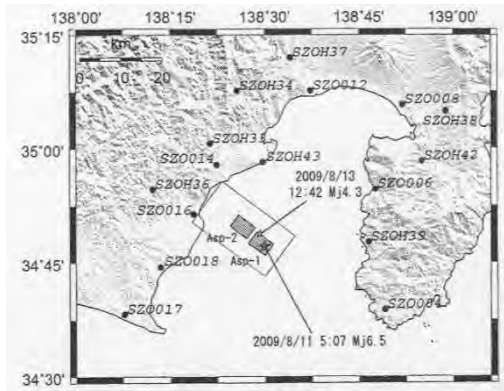 138°00' 138°15' 138°30' 138°45' 139°00'
35°15'
km
0 10 20
SZOH37
SZOH34
SZO012
SZO008
SZOH38
35°00'
SZOH33
SZO014
SZOH43
SZOH42
2009/8/13
12:42 Mj4.3
SZOH36
SZO006
SZO016
Asp-2
SZOH39
34°45'
Asp-1
SZO018
SZO017
2009/8/11 5:07 Mj6.5
34°30'